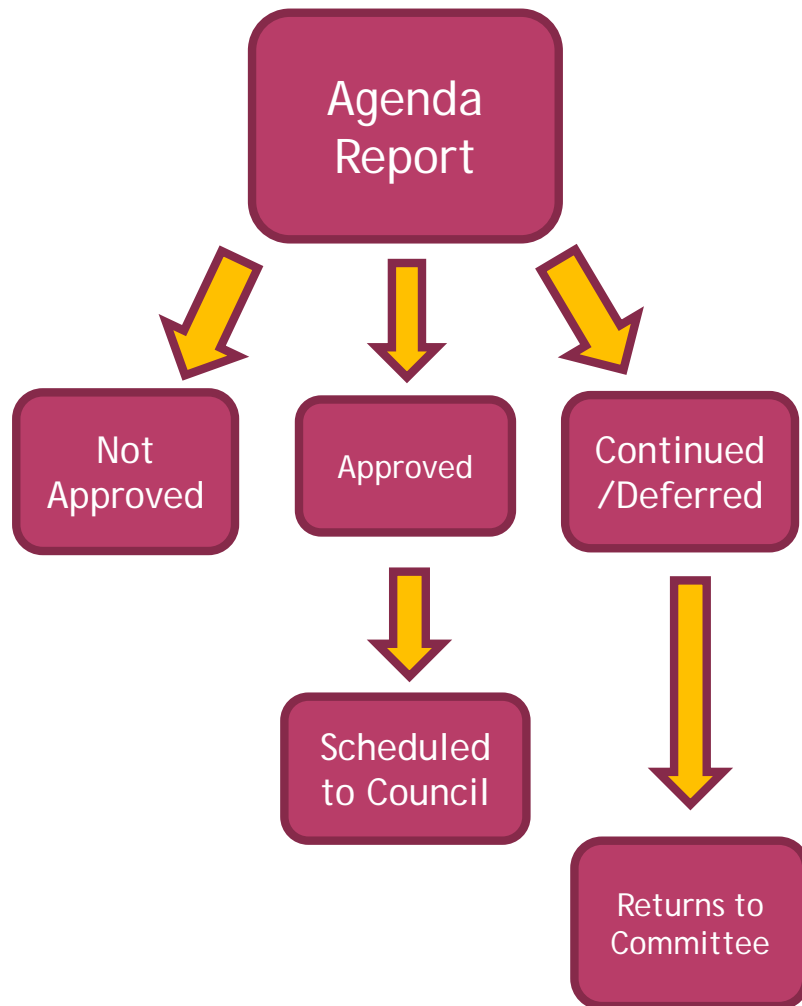 Agenda
Report
Not
Approved
Approved
Continued
/Deferred
Scheduled
to Council
Returns to
Committee